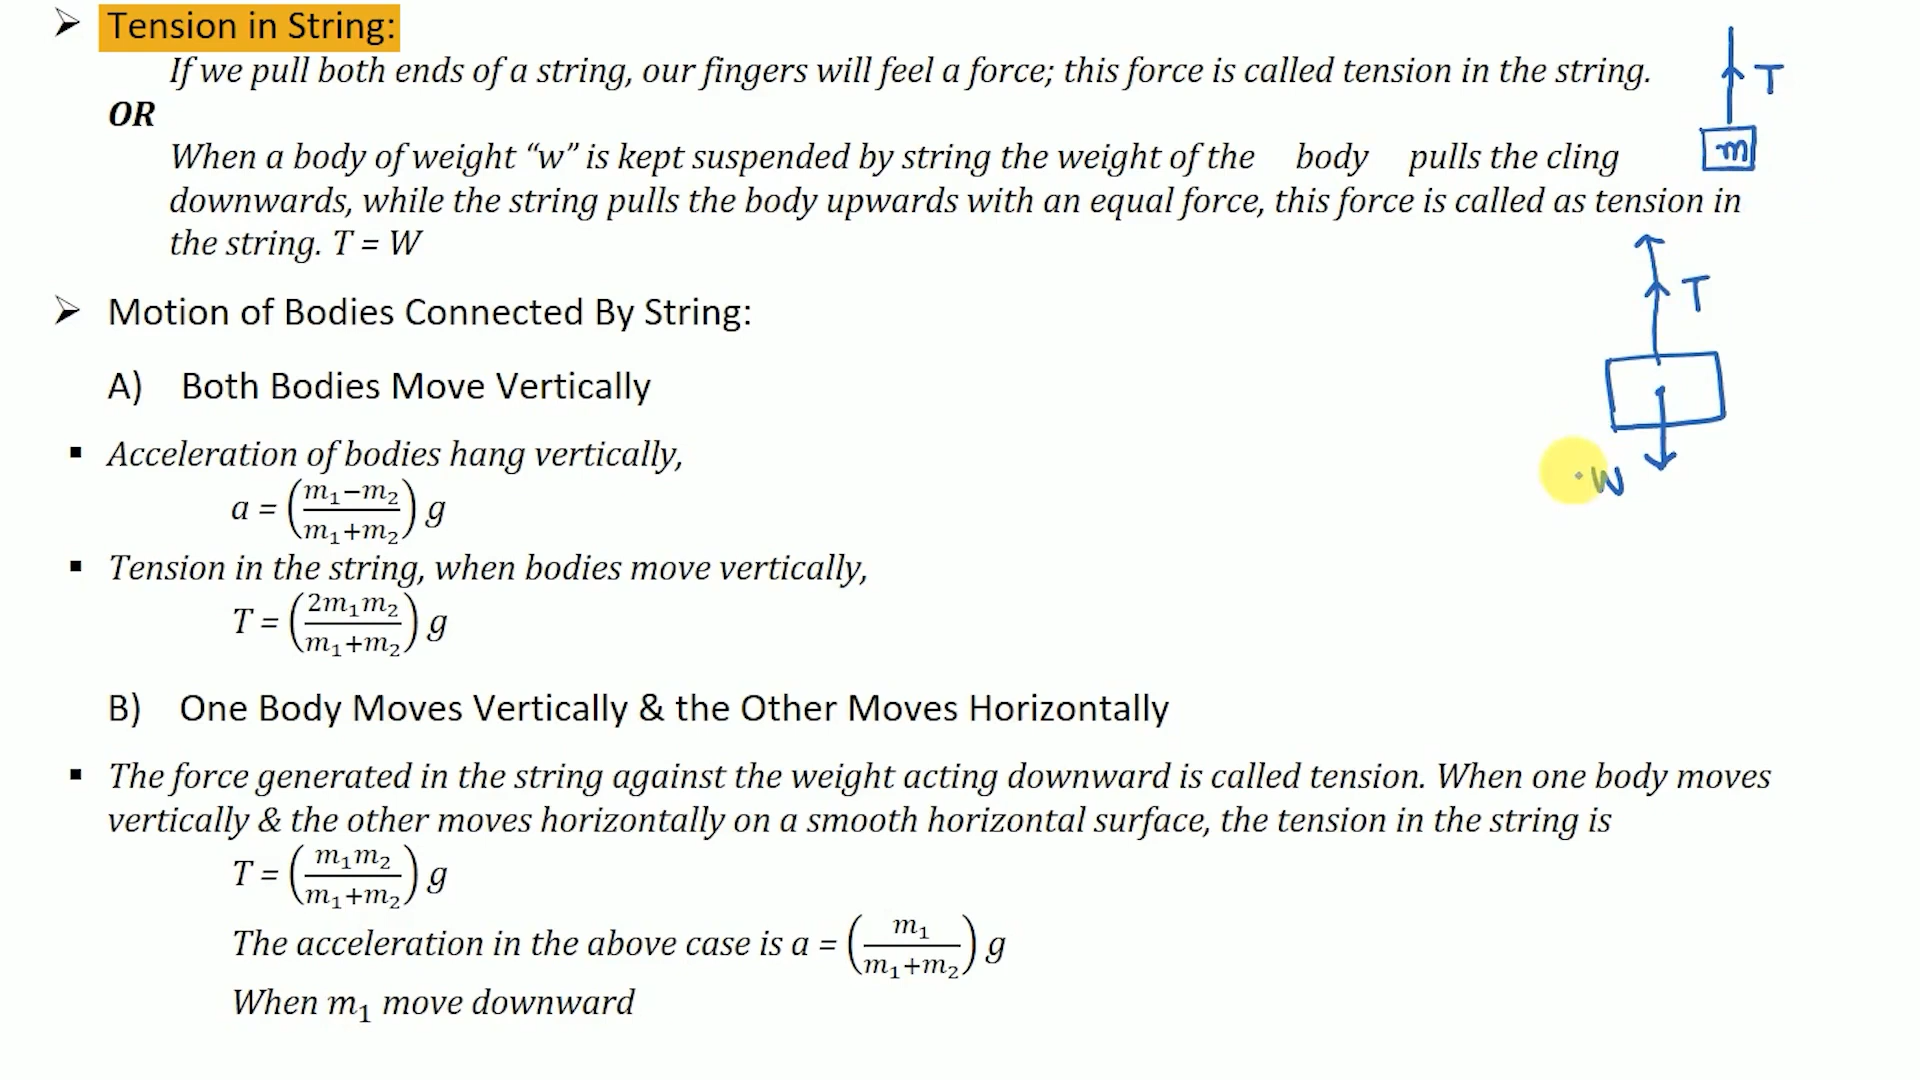 ➢ Tension in String:
If we pull both ends of a string, our fingers will feel a force; this force is called tension in the string.
OR
When a body of weight “w” is kept suspended by string the weight of the body pulls the cling
downwards, while the string pulls the body upwards with an equal force, this force is called as tension in
the string. T = W
T
m
➢ Motion of Bodies Connected By String:
T
W
A) Both Bodies Move Vertically
▪ Acceleration of bodies hang vertically,
a = (m₁−m₂ / m₁+m₂) g
▪ Tension in the string, when bodies move vertically,
T = (2m₁m₂ / m₁+m₂) g
B) One Body Moves Vertically & the Other Moves Horizontally
▪ The force generated in the string against the weight acting downward is called tension. When one body moves
vertically & the other moves horizontally on a smooth horizontal surface, the tension in the string is
T = (m₁m₂ / m₁+m₂) g
The acceleration in the above case is a = (m₁ / m₁+m₂) g
When m₁ move downward